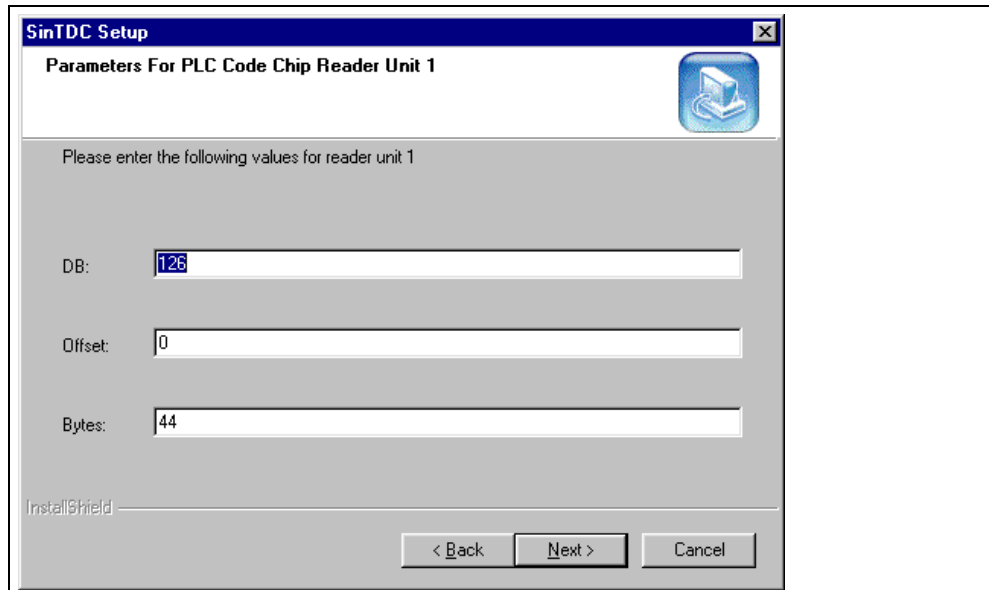 SinTDC Setup
Parameters For PLC Code Chip Reader Unit 1
Please enter the following values for reader unit 1
DB: 126
Offset: 0
Bytes: 44
InstallShield
< Back Next > Cancel